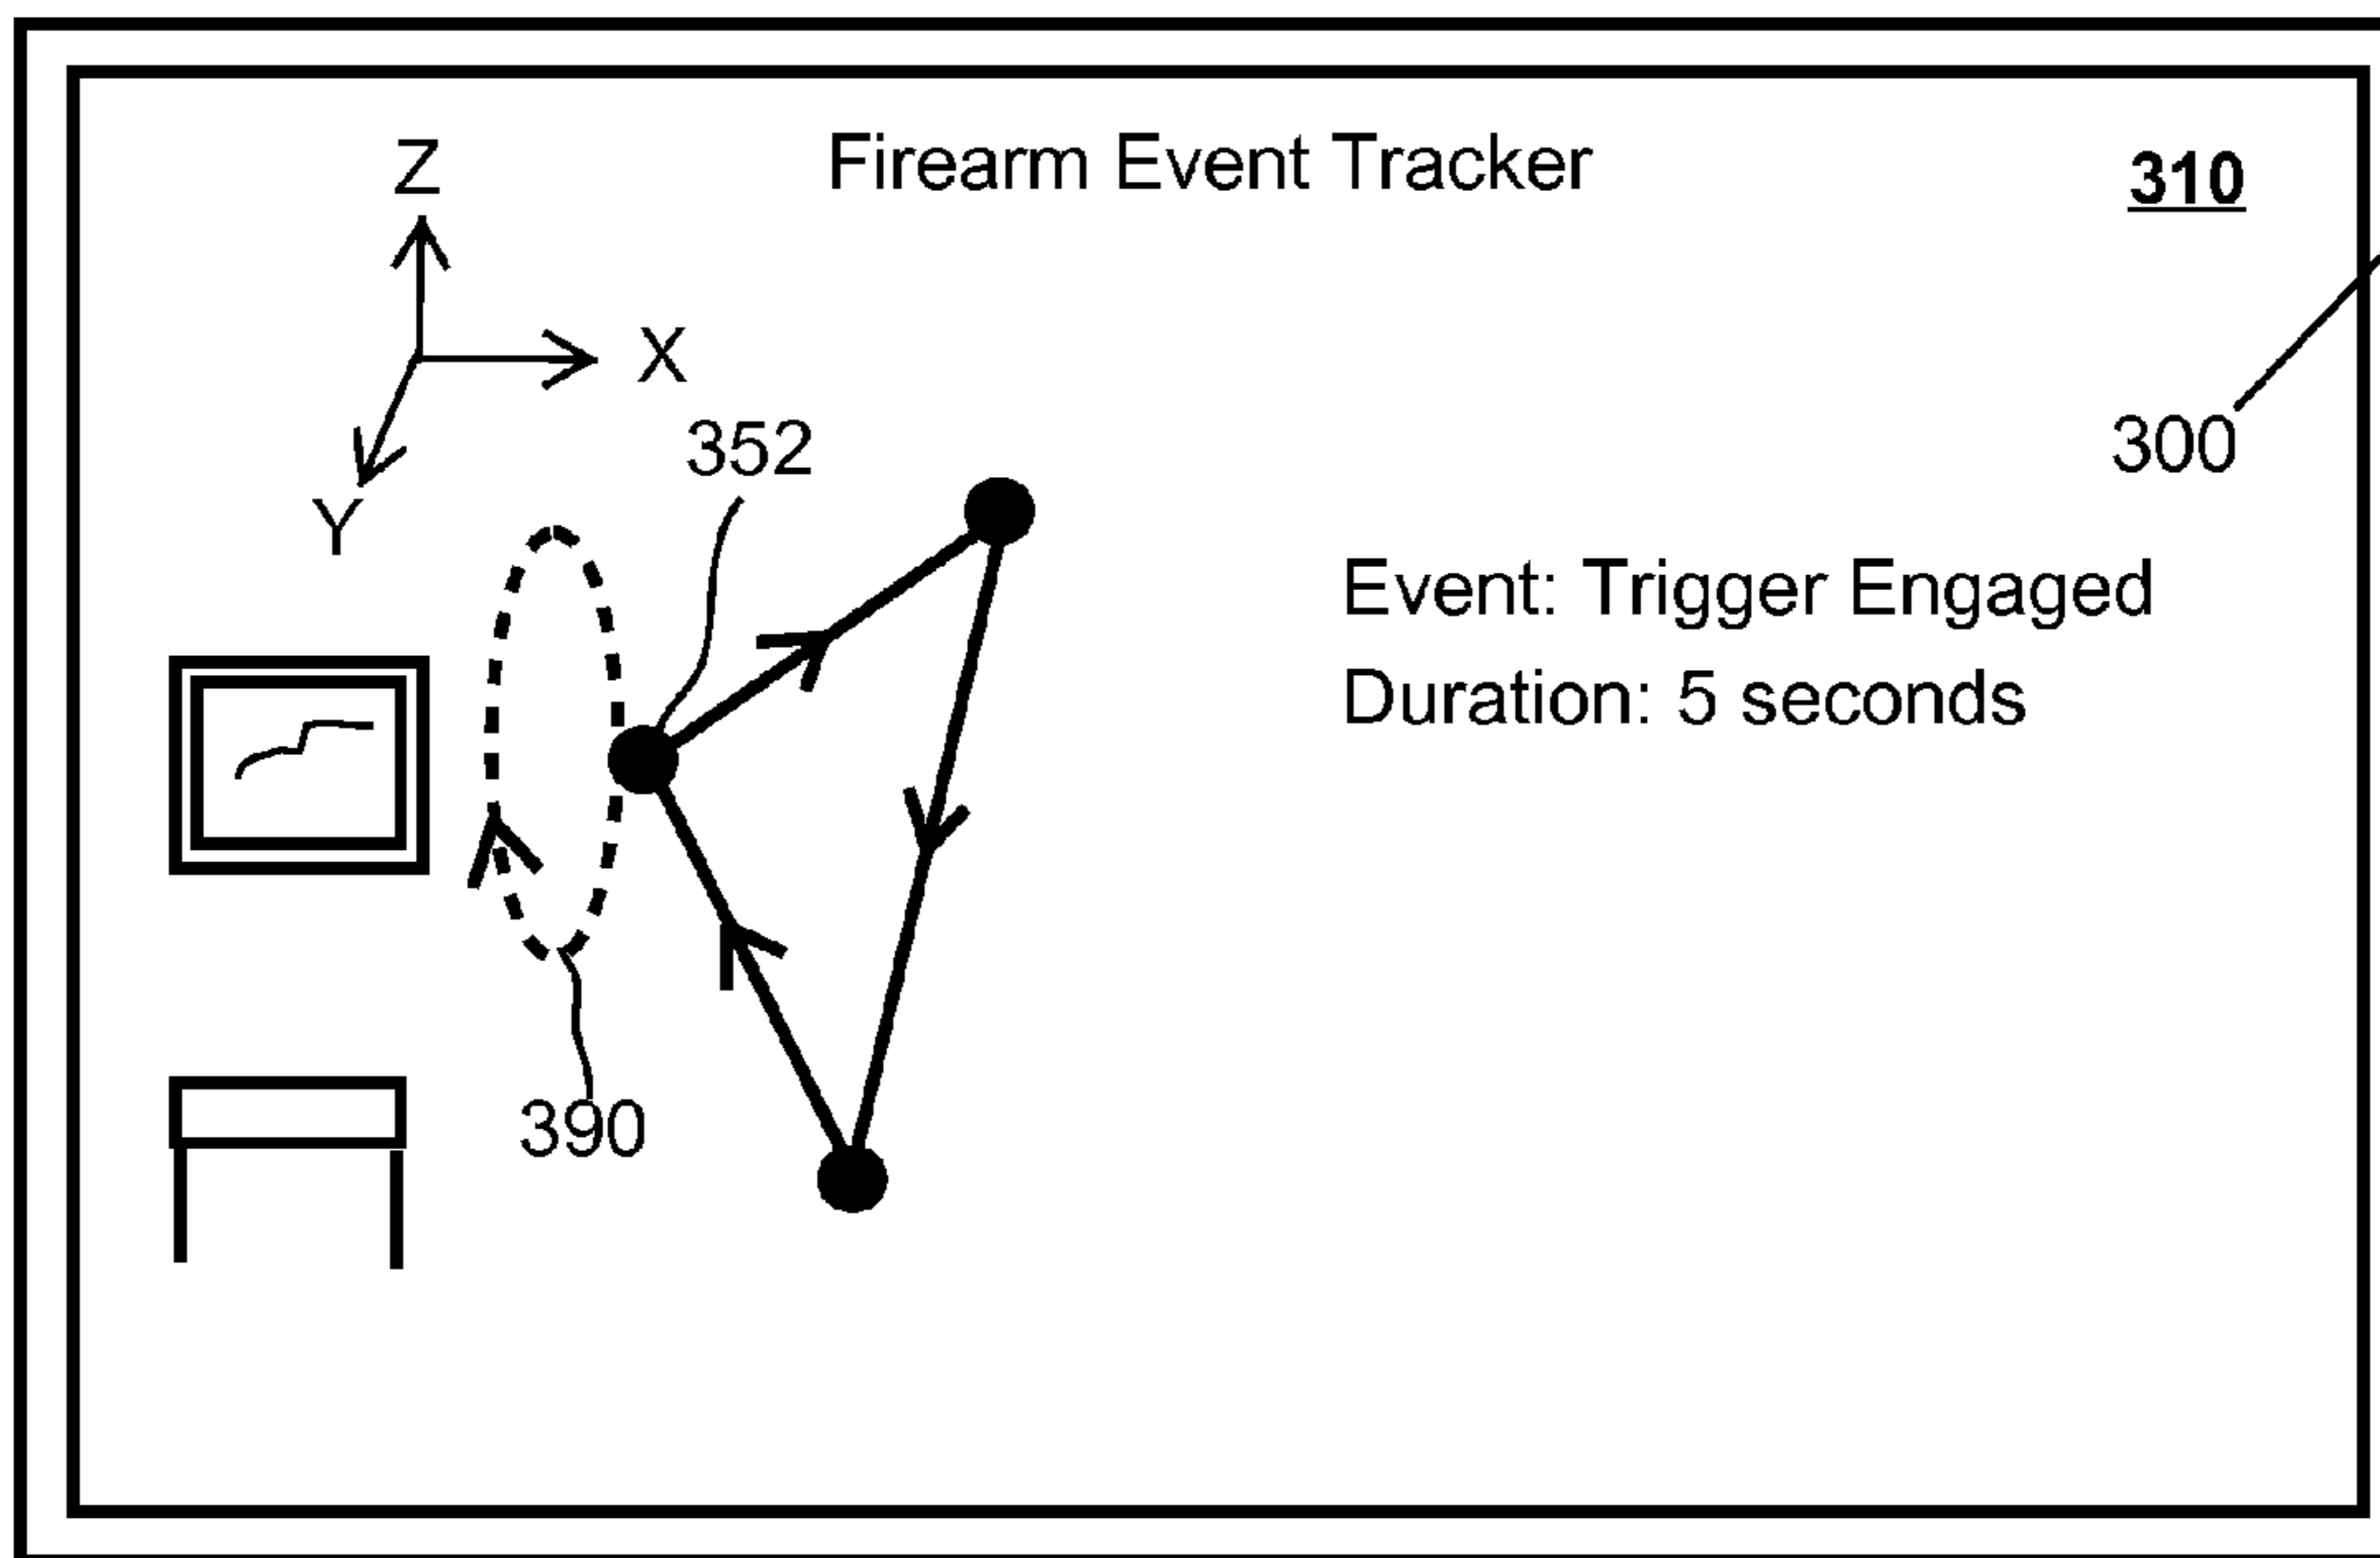 Firearm Event Tracker
310
Z
X
Y
352
300
Event: Trigger Engaged
Duration: 5 seconds
390